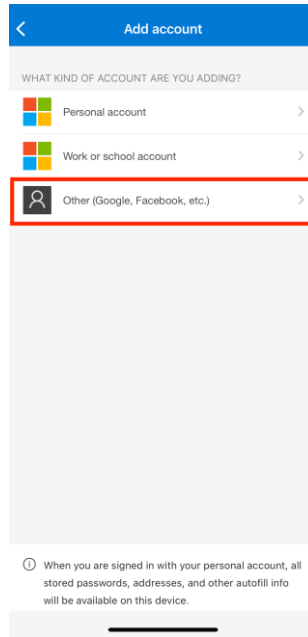 Add account
WHAT KIND OF ACCOUNT ARE YOU ADDING?
Personal account
Work or school account
Other (Google, Facebook, etc.)
When you are signed in with your personal account, all
stored passwords, addresses, and other autofill info
will be available on this device.